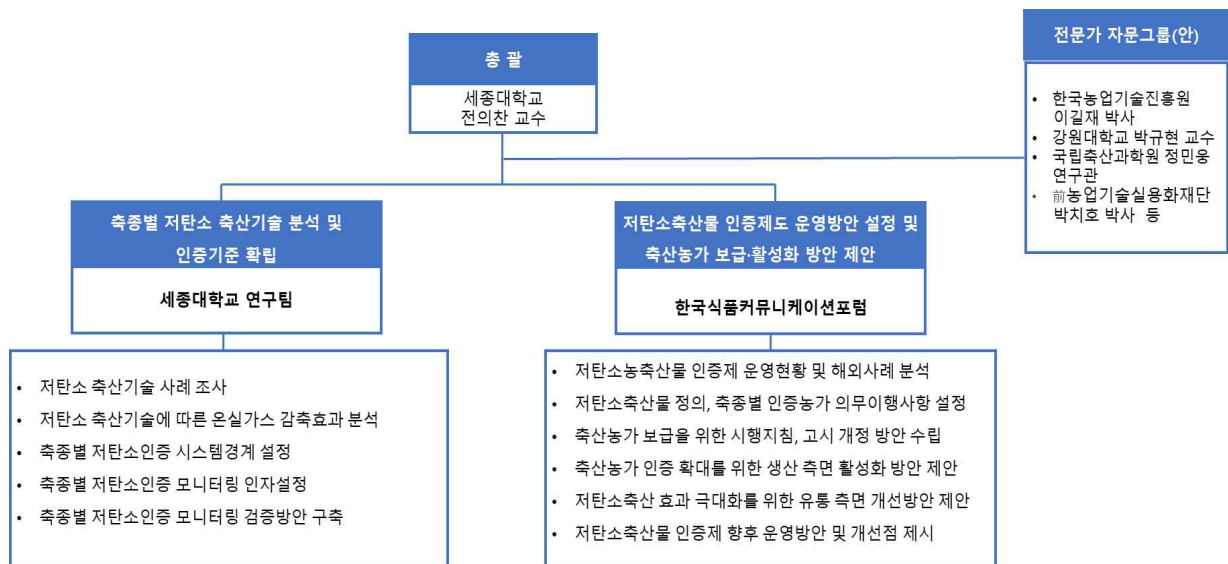 총 괄
세종대학교
전의찬 교수
전문가 자문그룹(안)
• 한국농업기술진흥원
이길재 박사
• 강원대학교 박규현 교수
• 국립축산과학원 정민웅
연구관
• 前농업기술실용화재단
박치호 박사 등
축종별 저탄소 축산기술 분석 및
인증기준 확립
세종대학교 연구팀
• 저탄소 축산기술 사례 조사
• 저탄소 축산기술에 따른 온실가스 감축효과 분석
• 축종별 저탄소인증 시스템경계 설정
• 축종별 저탄소인증 모니터링 인자설정
• 축종별 저탄소인증 모니터링 검증방안 구축
저탄소축산물 인증제도 운영방안 설정 및
축산농가 보급·활성화 방안 제안
한국식품커뮤니케이션포럼
• 저탄소농축산물 인증제 운영현황 및 해외사례 분석
• 저탄소축산물 정의, 축종별 인증농가 의무이행사항 설정
• 축산농가 보급을 위한 시행지침, 고시 개정 방안 수립
• 축산농가 인증 확대를 위한 생산 측면 활성화 방안 제안
• 저탄소축산 효과 극대화를 위한 유통 측면 개선방안 제안
• 저탄소축산물 인증제 향후 운영방안 및 개선점 제시